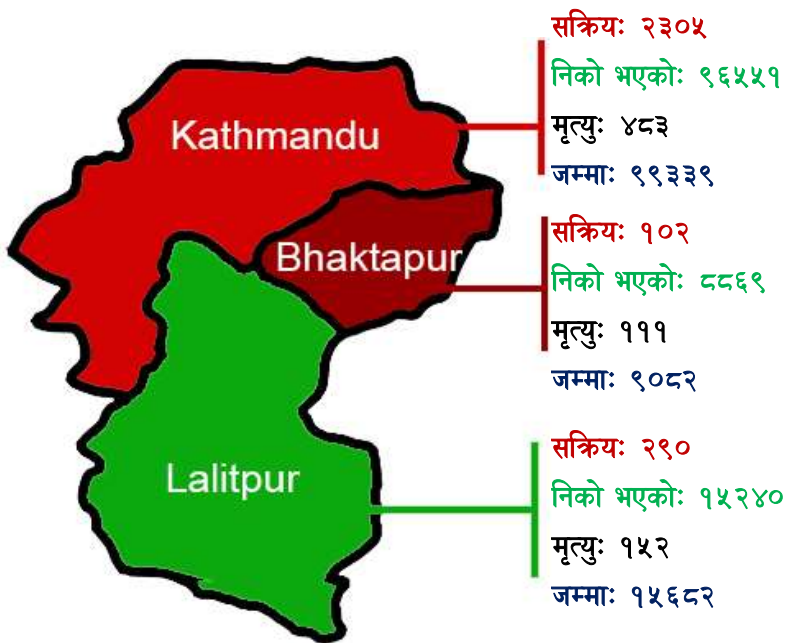 Kathmandu
सक्रियः २३०५
निको भएकोः ९६५५१
मृत्युः ४८३
जम्माः ९९३३९
Bhaktapur
सक्रियः १०२
निको भएकोः ८८६९
मृत्युः १११
जम्माः ९०८२
Lalitpur
सक्रियः २९०
निको भएकोः १५२४०
मृत्युः १५२
जम्माः १५६८२